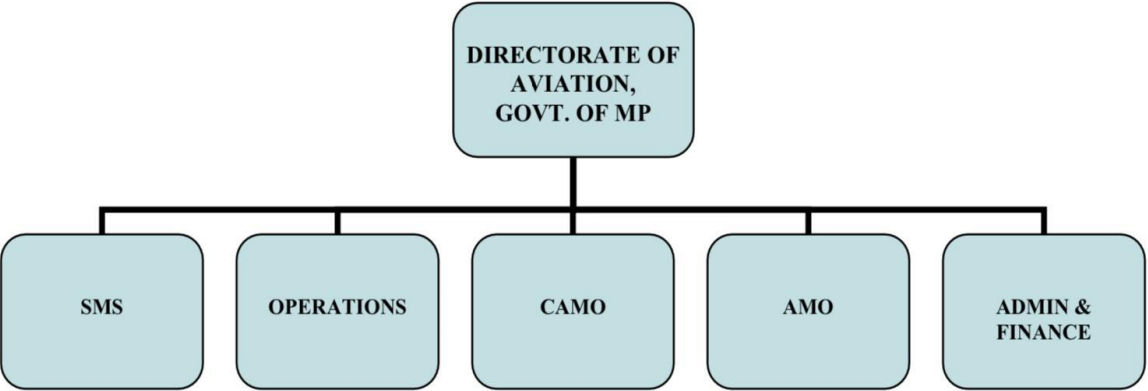 DIRECTORATE OF
AVIATION,
GOVT. OF MP
SMS
OPERATIONS
CAMO
AMO
ADMIN &
FINANCE